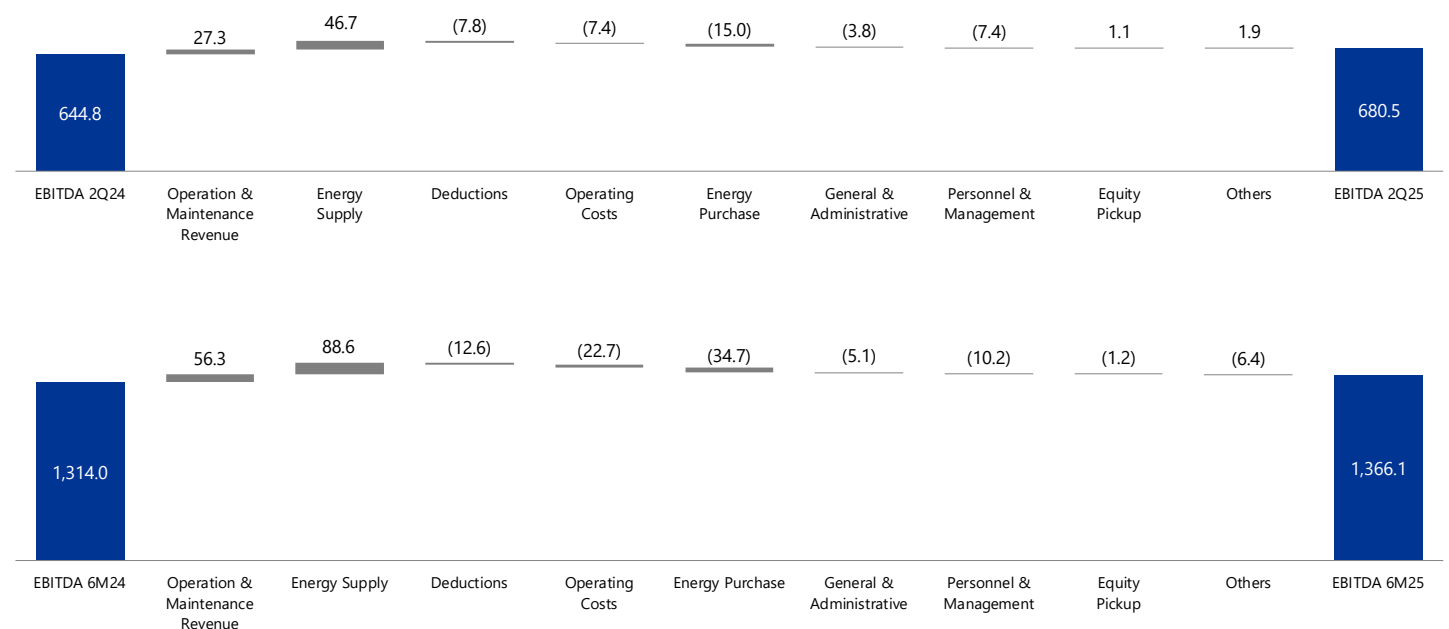 27.3
46.7
(7.8)
(7.4)
(15.0)
(3.8)
(7.4)
1.1
1.9
644.8
680.5
EBITDA 2Q24
Operation &
Maintenance
Revenue
Energy
Supply
Deductions
Operating
Costs
Energy
Purchase
General &
Administrative
Personnel &
Management
Equity
Pickup
Others
EBITDA 2Q25
56.3
88.6
(12.6)
(22.7)
(34.7)
(5.1)
(10.2)
(1.2)
(6.4)
1,314.0
1,366.1
EBITDA 6M24
Operation &
Maintenance
Revenue
Energy Supply
Deductions
Operating
Costs
Energy Purchase
General &
Administrative
Personnel &
Management
Equity
Pickup
Others
EBITDA 6M25